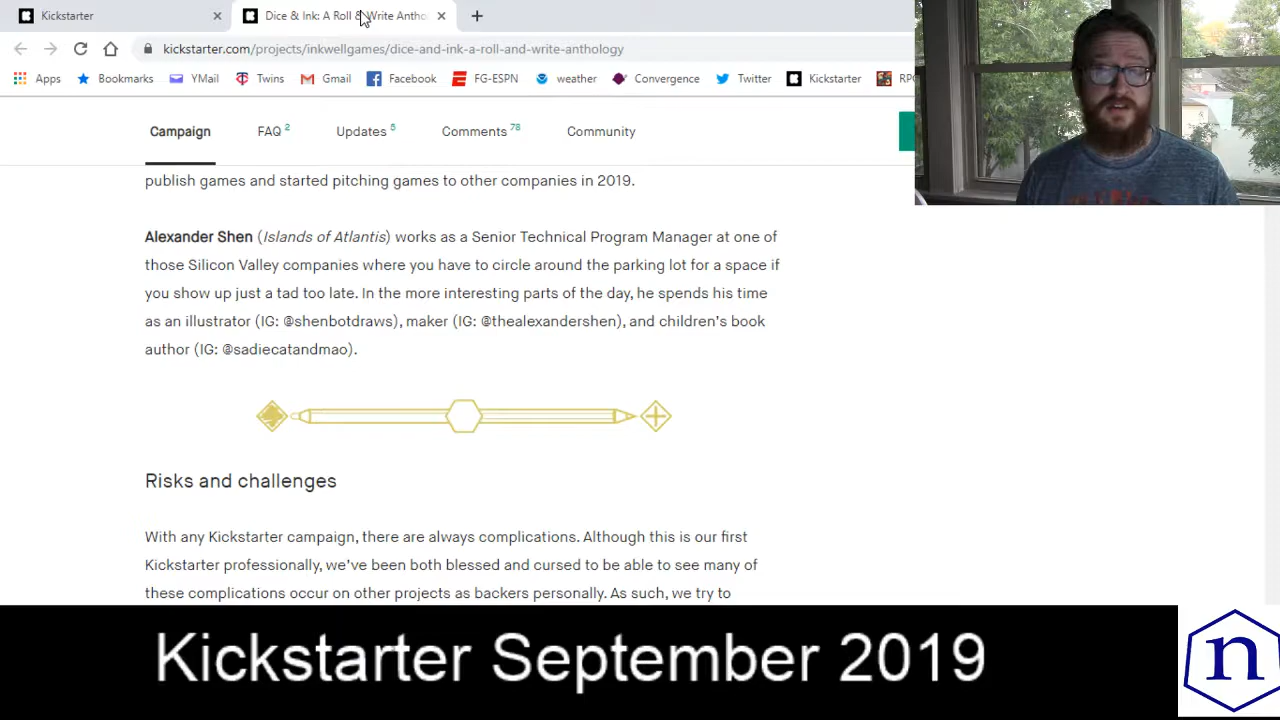 Kickstarter
Dice & Ink: A Roll & Write Antho
kickstarter.com/projects/inkwellgames/dice-and-ink-a-roll-and-write-anthology
Apps Bookmarks YMail Twins Gmail Facebook FG-ESPN weather Convergence Twitter Kickstarter RPG
Campaign FAQ 2 Updates 5 Comments 78 Community
publish games and started pitching games to other companies in 2019.
Alexander Shen (Islands of Atlantis) works as a Senior Technical Program Manager at one of
those Silicon Valley companies where you have to circle around the parking lot for a space if
you show up just a tad too late. In the more interesting parts of the day, he spends his time
as an illustrator (IG: @shenbotdraws), maker (IG: @thealexandershen), and children's book
author (IG: @sadiecatandmao).
Risks and challenges
With any Kickstarter campaign, there are always complications. Although this is our first
Kickstarter professionally, we've been both blessed and cursed to be able to see many of
these complications occur on other projects as backers personally. As such, we try to
Kickstarter September 2019
n